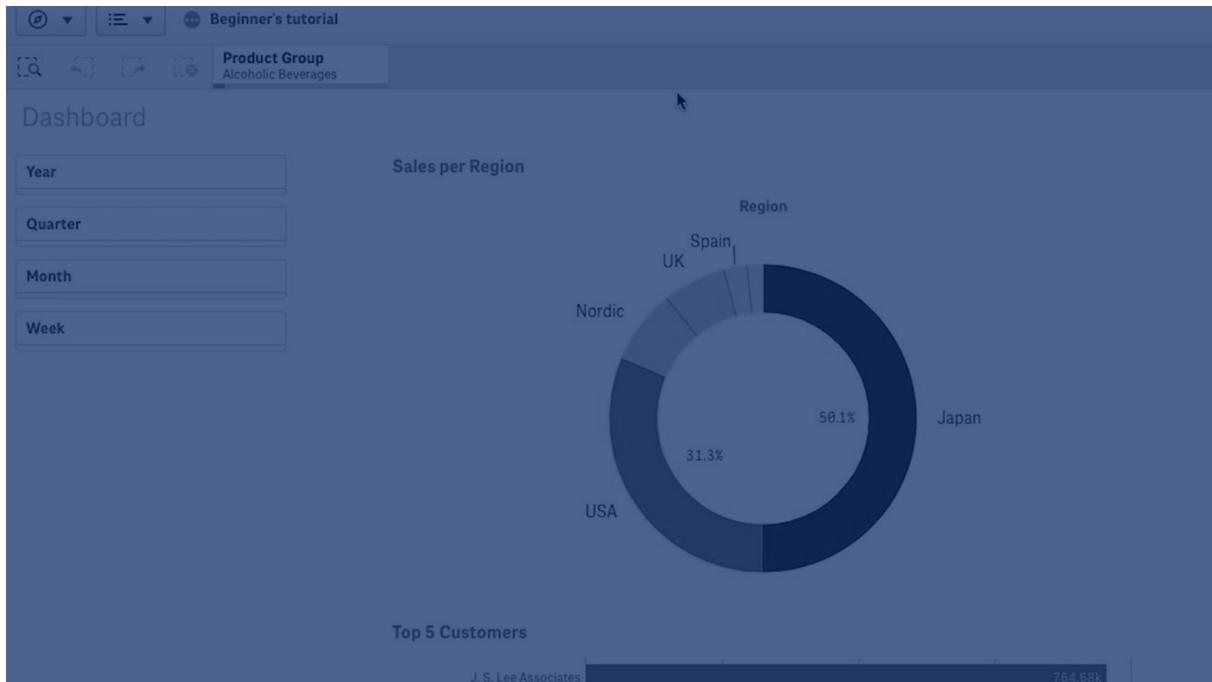 Beginner's tutorial
Product Group
Alcoholic Beverages
Dashboard
Year
Quarter
Month
Week
Sales per Region
Region
Spain
UK
Nordic
Japan
USA
50.1%
31.3%
Top 5 Customers
J. S. Lee Associates
764.68k